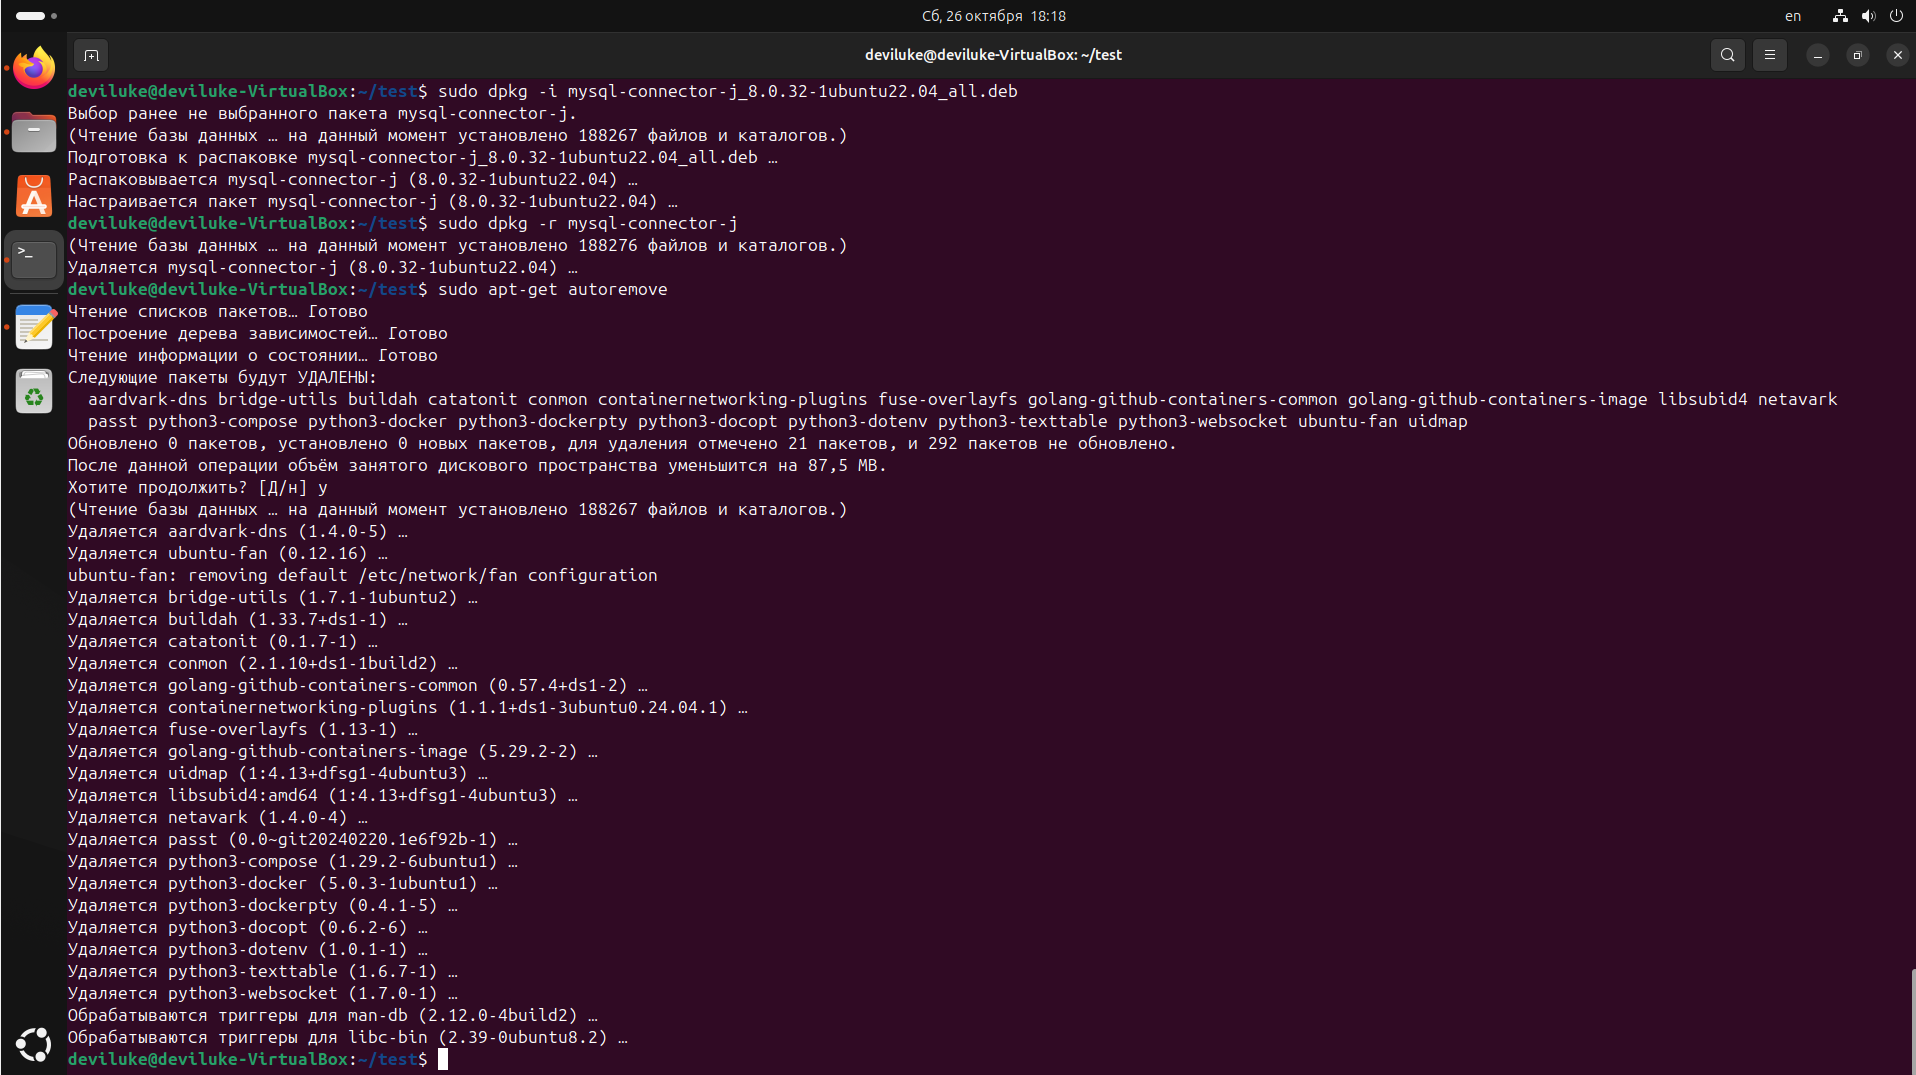 Сб, 26 октября 18:18
en
deviluke@deviluke-VirtualBox: ~/test
deviluke@deviluke-VirtualBox:~/test$ sudo dpkg -i mysql-connector-j_8.0.32-1ubuntu22.04_all.deb
Выбор ранее не выбранного пакета mysql-connector-j.
(Чтение базы данных … на данный момент установлено 188267 файлов и каталогов.)
Подготовка к распаковке mysql-connector-j_8.0.32-1ubuntu22.04_all.deb …
Распаковывается mysql-connector-j (8.0.32-1ubuntu22.04) …
Настраивается пакет mysql-connector-j (8.0.32-1ubuntu22.04) …
deviluke@deviluke-VirtualBox:~/test$ sudo dpkg -r mysql-connector-j
(Чтение базы данных … на данный момент установлено 188276 файлов и каталогов.)
Удаляется mysql-connector-j (8.0.32-1ubuntu22.04) …
deviluke@deviluke-VirtualBox:~/test$ sudo apt-get autoremove
Чтение списков пакетов… Готово
Построение дерева зависимостей… Готово
Чтение информации о состоянии… Готово
Следующие пакеты будут УДАЛЕНЫ:
aardvark-dns bridge-utils buildah catatonit conmon containernetworking-plugins fuse-overlayfs golang-github-containers-common golang-github-containers-image libsubid4 netavark
passt python3-compose python3-docker python3-dockerpty python3-docopt python3-dotenv python3-texttable python3-websocket ubuntu-fan uidmap
Обновлено 0 пакетов, установлено 0 новых пакетов, для удаления отмечено 21 пакетов, и 292 пакетов не обновлено.
После данной операции объём занятого дискового пространства уменьшится на 87,5 MB.
Хотите продолжить? [Д/н] y
(Чтение базы данных … на данный момент установлено 188267 файлов и каталогов.)
Удаляется aardvark-dns (1.4.0-5) …
Удаляется ubuntu-fan (0.12.16) …
ubuntu-fan: removing default /etc/network/fan configuration
Удаляется bridge-utils (1.7.1-1ubuntu2) …
Удаляется buildah (1.33.7+ds1-1) …
Удаляется catatonit (0.1.7-1) …
Удаляется conmon (2.1.10+ds1-1build2) …
Удаляется golang-github-containers-common (0.57.4+ds1-2) …
Удаляется containernetworking-plugins (1.1.1+ds1-3ubuntu0.24.04.1) …
Удаляется fuse-overlayfs (1.13-1) …
Удаляется golang-github-containers-image (5.29.2-2) …
Удаляется uidmap (1:4.13+dfsg1-4ubuntu3) …
Удаляется libsubid4:amd64 (1:4.13+dfsg1-4ubuntu3) …
Удаляется netavark (1.4.0-4) …
Удаляется passt (0.0~git20240220.1e6f92b-1) …
Удаляется python3-compose (1.29.2-6ubuntu1) …
Удаляется python3-docker (5.0.3-1ubuntu1) …
Удаляется python3-dockerpty (0.4.1-5) …
Удаляется python3-docopt (0.6.2-6) …
Удаляется python3-dotenv (1.0.1-1) …
Удаляется python3-texttable (1.6.7-1) …
Удаляется python3-websocket (1.7.0-1) …
Обрабатываются триггеры для man-db (2.12.0-4build2) …
Обрабатываются триггеры для libc-bin (2.39-0ubuntu8.2) …
deviluke@deviluke-VirtualBox:~/test$